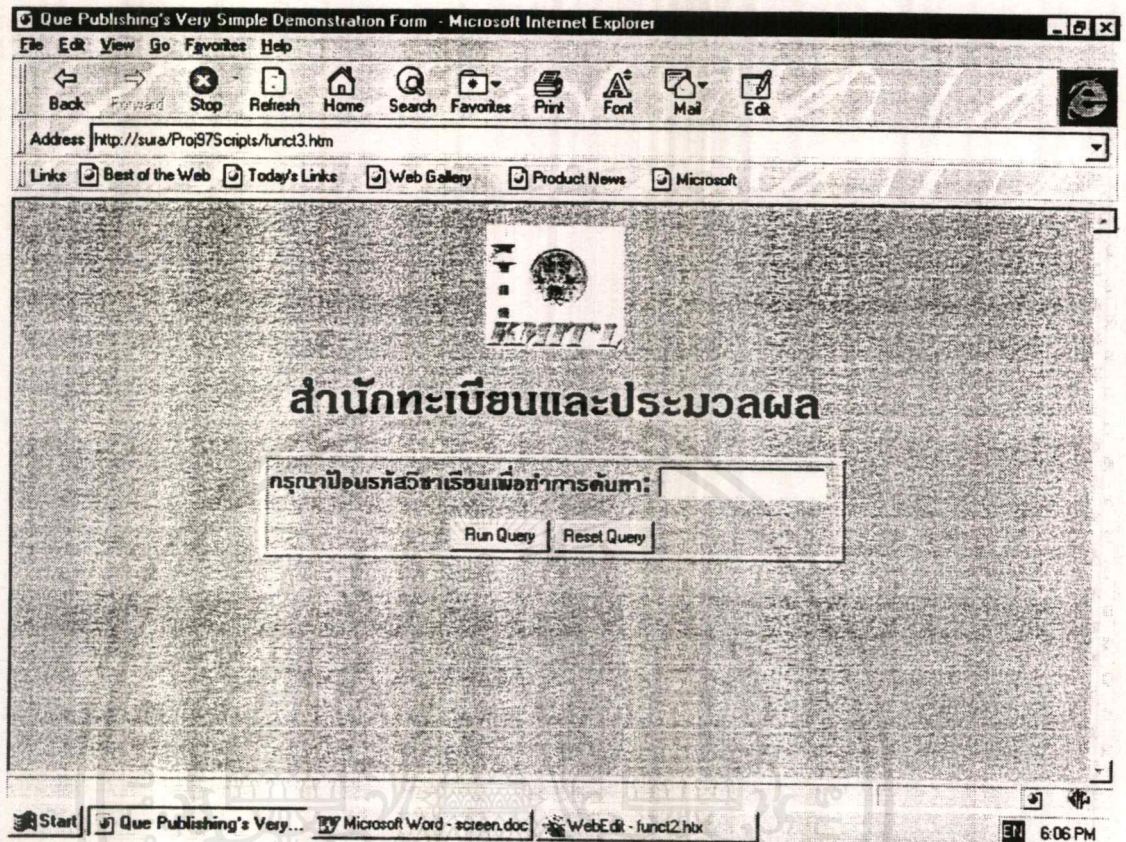 Que Publishing's Very Simple Demonstration Form - Microsoft Internet Explorer
File Edit View Go Favorites Help
Back Forward Stop Refresh Home Search Favorites Print Font Mail Edit
Address http://sura/Proj97Scripts/funct3.htm
Links Best of the Web Today's Links Web Gallery Product News Microsoft
KMITL
สำนักทะเบียนและประมวลผล
กรุณาป้อนรหัสวิชาเรียนเพื่อทำการค้นหา:
Run Query Reset Query
Start Que Publishing's Very... Microsoft Word - screen.doc WebEdit - funct2.htx EN 6:06 PM